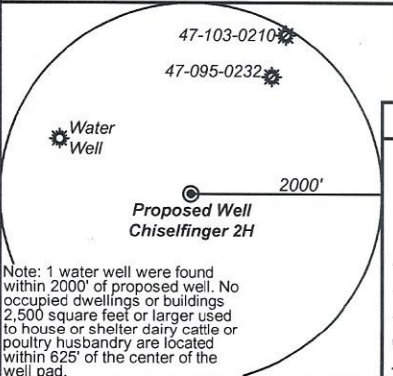 47-103-0210
47-095-0232
Water
Well
2000'
Proposed Well
Chiselfinger 2H
Note: 1 water well were found
within 2000' of proposed well. No
occupied dwellings or buildings
2,500 square feet or larger used
to house or shelter dairy cattle or
poultry husbandry are located
within 625' of the center of the
well pad.